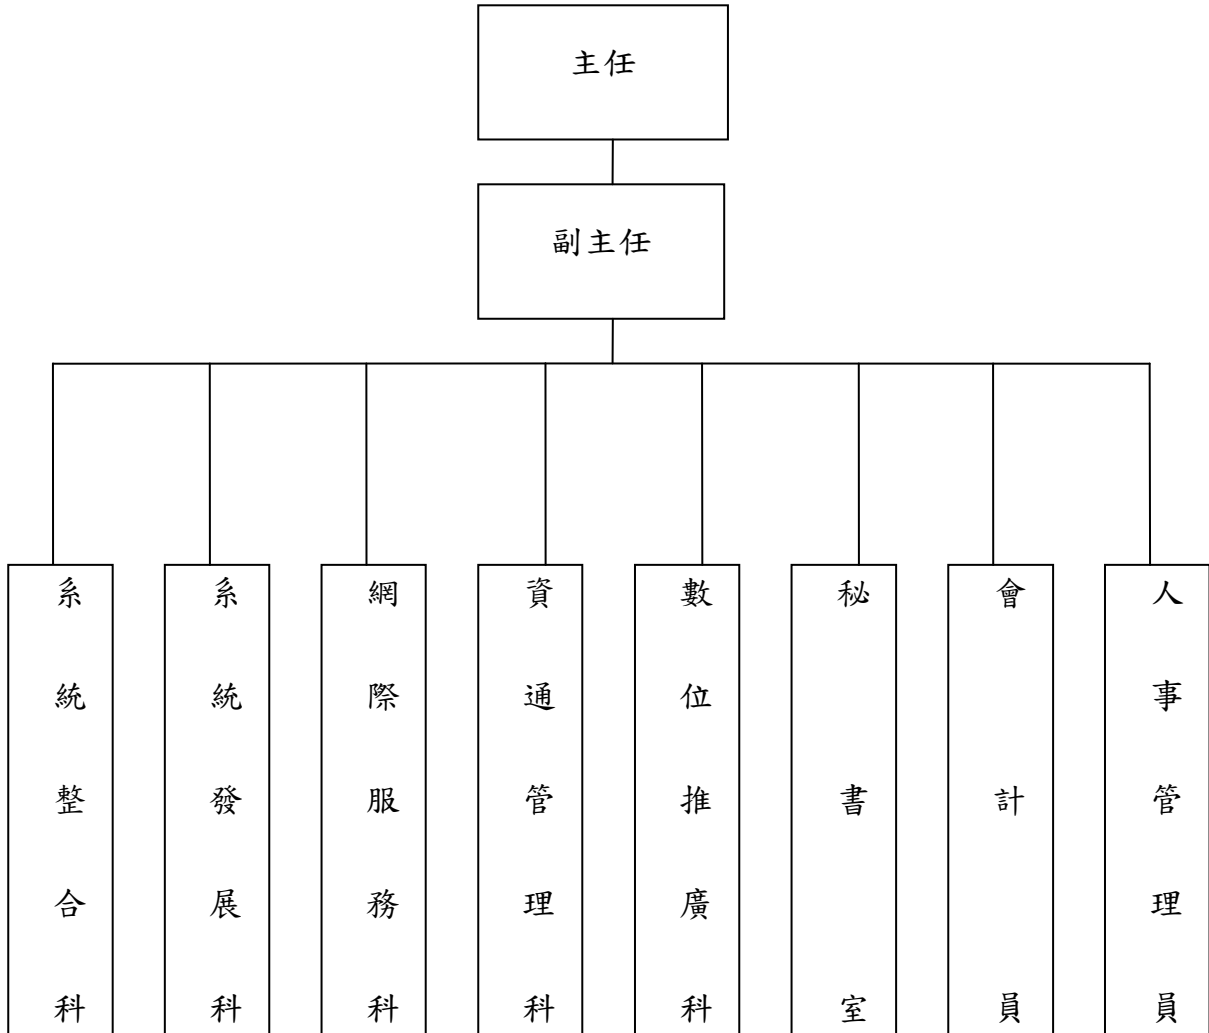 主任
副主任
系統整合科
系統發展科
網際服務科
資通管理科
數位推廣科
秘書室
會計員
人事管理員